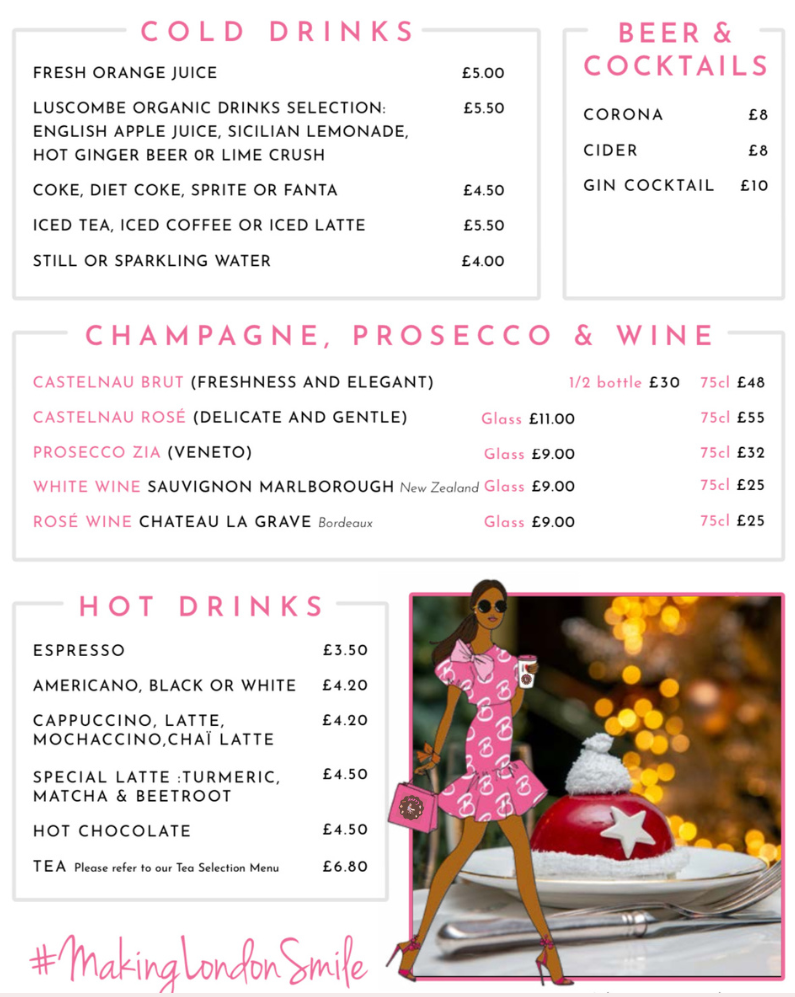 COLD DRINKS
FRESH ORANGE JUICE £5.00
LUSCOMBE ORGANIC DRINKS SELECTION: £5.50
ENGLISH APPLE JUICE, SICILIAN LEMONADE,
HOT GINGER BEER 0R LIME CRUSH
COKE, DIET COKE, SPRITE OR FANTA £4.50
ICED TEA, ICED COFFEE OR ICED LATTE £5.50
STILL OR SPARKLING WATER £4.00
BEER &
COCKTAILS
CORONA £8
CIDER £8
GIN COCKTAIL £10
CHAMPAGNE, PROSECCO & WINE
CASTELNAU BRUT (FRESHNESS AND ELEGANT) 1/2 bottle £30 75cl £48
CASTELNAU ROSÉ (DELICATE AND GENTLE) Glass £11.00 75cl £55
PROSECCO ZIA (VENETO) Glass £9.00 75cl £32
WHITE WINE SAUVIGNON MARLBOROUGH New Zealand Glass £9.00 75cl £25
ROSÉ WINE CHATEAU LA GRAVE Bordeaux Glass £9.00 75cl £25
HOT DRINKS
ESPRESSO £3.50
AMERICANO, BLACK OR WHITE £4.20
CAPPUCCINO, LATTE, £4.20
MOCHACCINO,CHAÏ LATTE
SPECIAL LATTE :TURMERIC, £4.50
MATCHA & BEETROOT
HOT CHOCOLATE £4.50
TEA Please refer to our Tea Selection Menu £6.80
#MakingLondonSmile